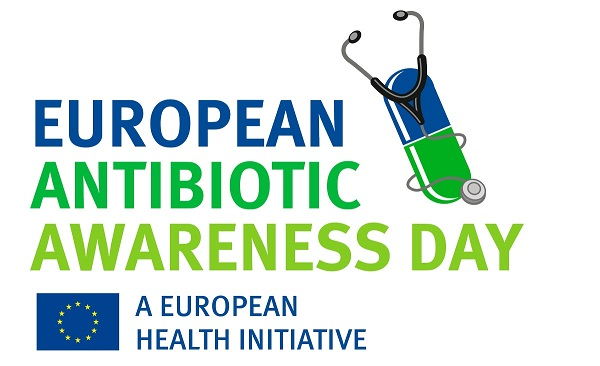 EUROPEAN
ANTIBIOTIC
AWARENESS DAY
A EUROPEAN
HEALTH INITIATIVE